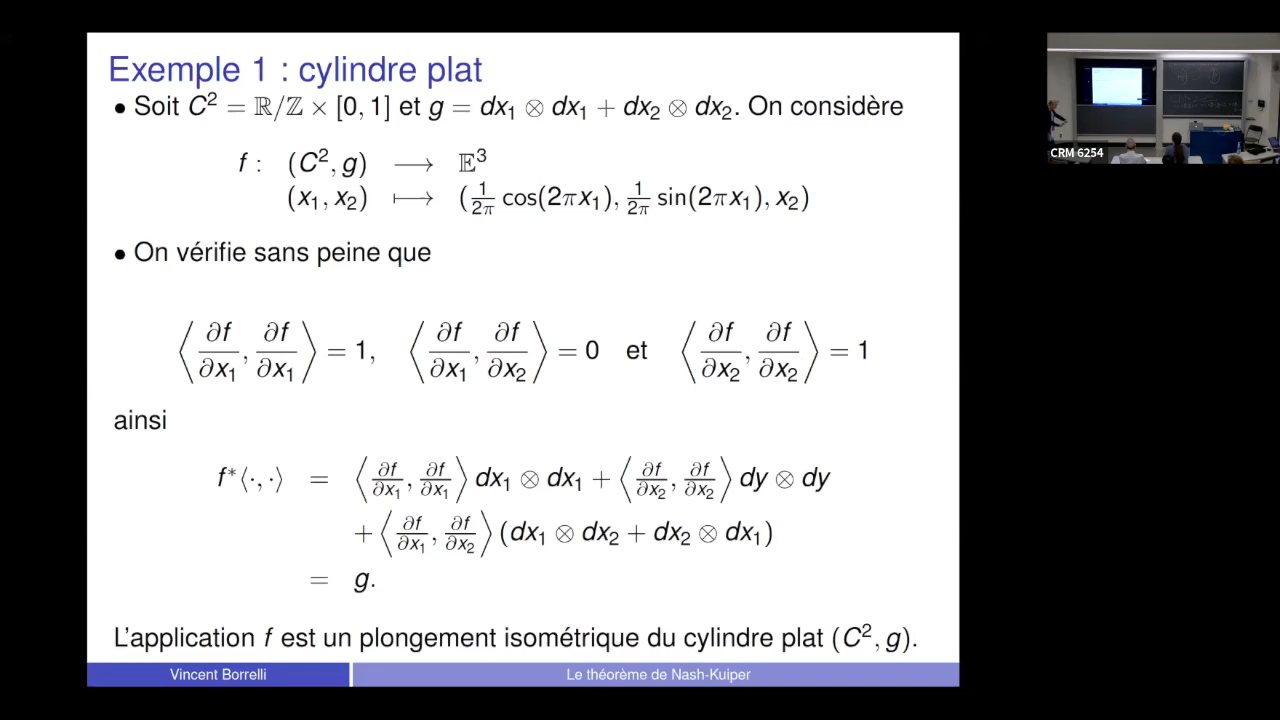 Exemple 1 : cylindre plat
• Soit C² = ℝ/ℤ × [0, 1] et g = dx₁ ⊗ dx₁ + dx₂ ⊗ dx₂. On considère
f : (C², g) ⟶ 𝔼³
(x₁, x₂) ⟼ (1/2π cos(2πx₁), 1/2π sin(2πx₁), x₂)
• On vérifie sans peine que
⟨∂f/∂x₁, ∂f/∂x₁⟩ = 1, ⟨∂f/∂x₁, ∂f/∂x₂⟩ = 0 et ⟨∂f/∂x₂, ∂f/∂x₂⟩ = 1
ainsi
f*⟨·, ·⟩ = ⟨∂f/∂x₁, ∂f/∂x₁⟩ dx₁ ⊗ dx₁ + ⟨∂f/∂x₂, ∂f/∂x₂⟩ dy ⊗ dy
+ ⟨∂f/∂x₁, ∂f/∂x₂⟩ (dx₁ ⊗ dx₂ + dx₂ ⊗ dx₁)
= g.
L'application f est un plongement isométrique du cylindre plat (C², g).
Vincent Borrelli
Le théorème de Nash-Kuiper
CRM 6254